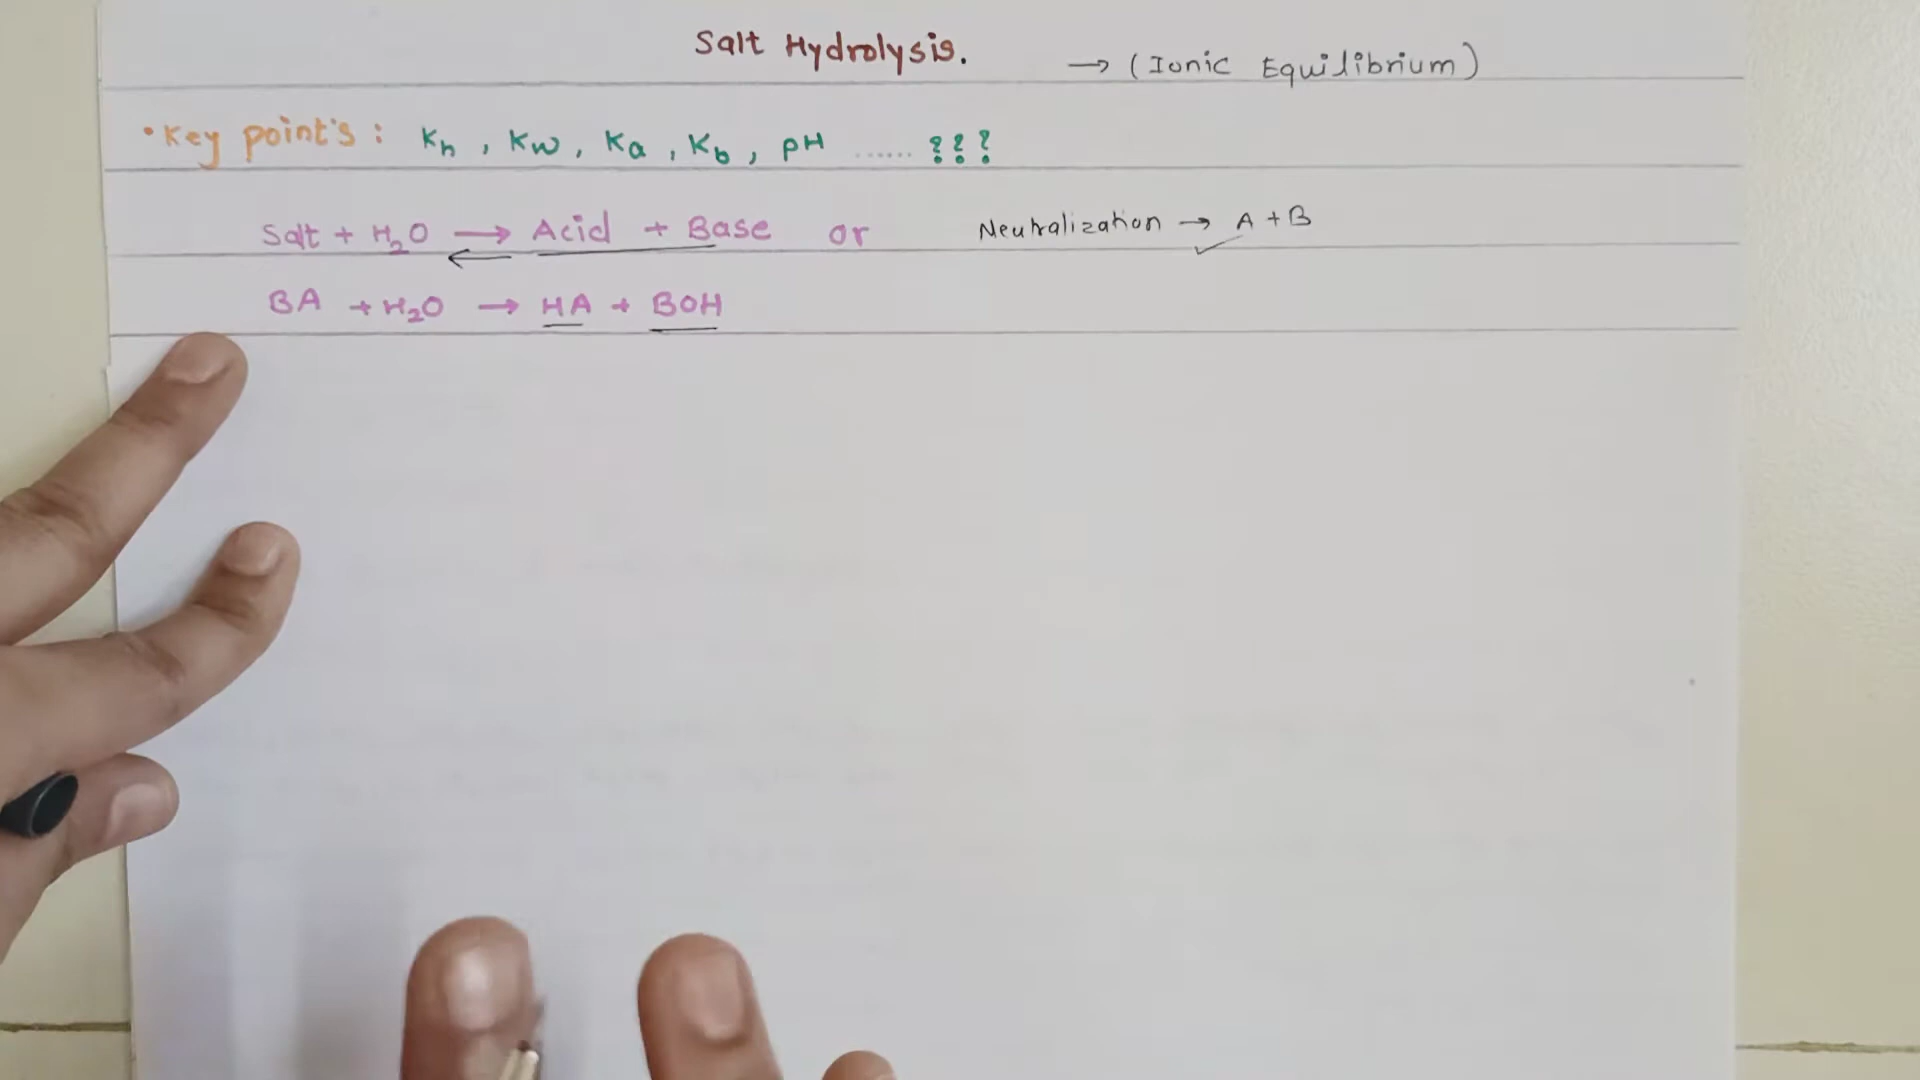 Salt Hydrolysis. → (Ionic Equilibrium)
• Key point's : Kh , Kw , Ka , Kb , pH ...... ???
Salt + H₂O → Acid + Base or Neutralization → A + B
←
BA + H₂O → HA + BOH